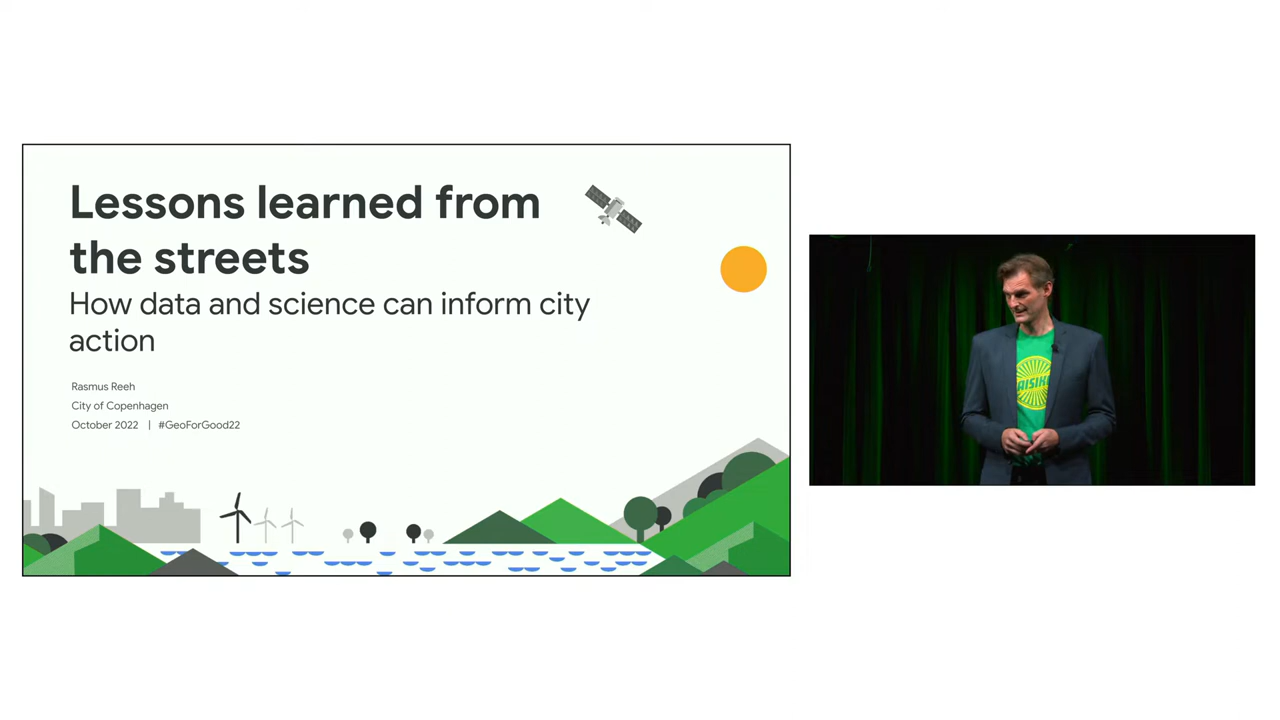 Lessons learned from
the streets
How data and science can inform city
action
Rasmus Reeh
City of Copenhagen
October 2022 | #GeoForGood22